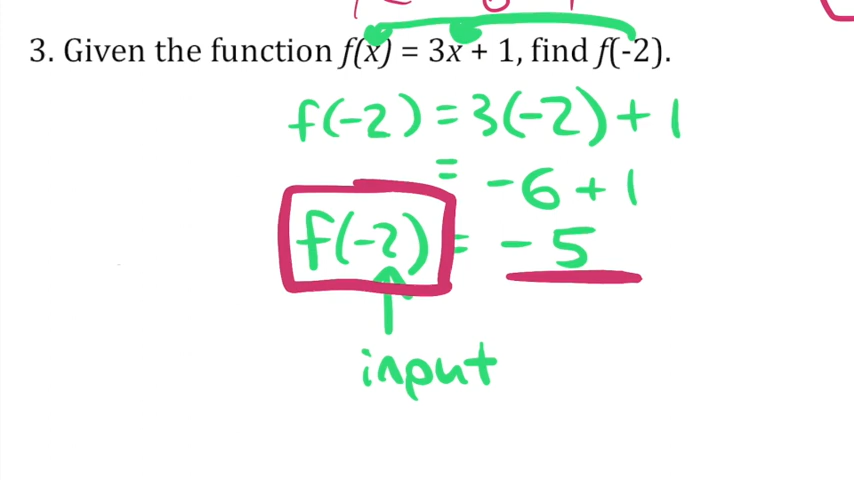 3. Given the function f(x) = 3x + 1, find f(-2).
f(-2) = 3(-2) + 1
= -6 + 1
f(-2) = -5
input